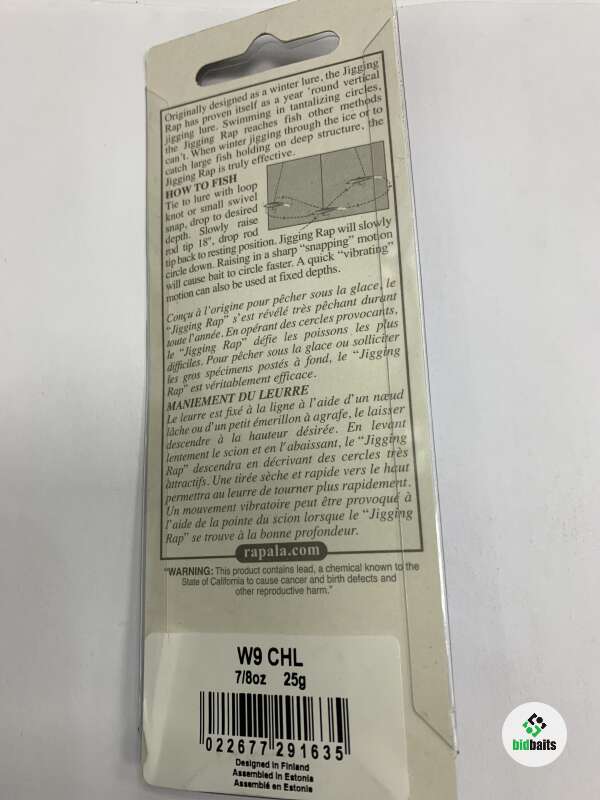 Originally designed as a winter lure, the Jigging
Rap has proven itself as a year 'round vertical
jigging lure. Swimming in tantalizing circles,
the Jigging Rap reaches fish other methods
can't. When winter jigging through the ice or to
catch large fish holding on deep structure, the
Jigging Rap is truly effective.
HOW TO FISH
Tie to lure with loop
knot or small swivel
snap, drop to desired
depth. Slowly raise
rod tip 18", drop rod
tip back to resting position. Jigging Rap will slowly
circle down. Raising in a sharp "snapping" motion
will cause bait to circle faster. A quick "vibrating"
motion can also be used at fixed depths.
Conçu à l'origine pour pêcher sous la glace, le
"Jigging Rap" s'est révélé très pêchant durant
toute l'année. En opérant des cercles provocants,
le "Jigging Rap" défie les poissons les plus
difficiles. Pour pêcher sous la glace ou solliciter
les gros spécimens postés à fond, le "Jigging
Rap" est véritablement efficace.
MANIEMENT DU LEURRE
Le leurre est fixé à la ligne à l'aide d'un nœud
lâche ou d'un petit émerillon à agrafe, le laisser
descendre à la hauteur désirée. En levant
lentement le scion et en l'abaissant, le "Jigging
Rap" descendra en décrivant des cercles très
attractifs. Une tirée sèche et rapide vers le haut
permettra au leurre de tourner plus rapidement.
Un mouvement vibratoire peut être provoqué à
l'aide de la pointe du scion lorsque le "Jigging
Rap" se trouve à la bonne profondeur.
rapala.com
"WARNING: This product contains lead, a chemical known to the
State of California to cause cancer and birth defects and
other reproductive harm."
W9 CHL
7/8oz 25g
0 22677 29163 5
Designed in Finland
Assembled in Estonia
Assemblé en Estonie
bidbaits